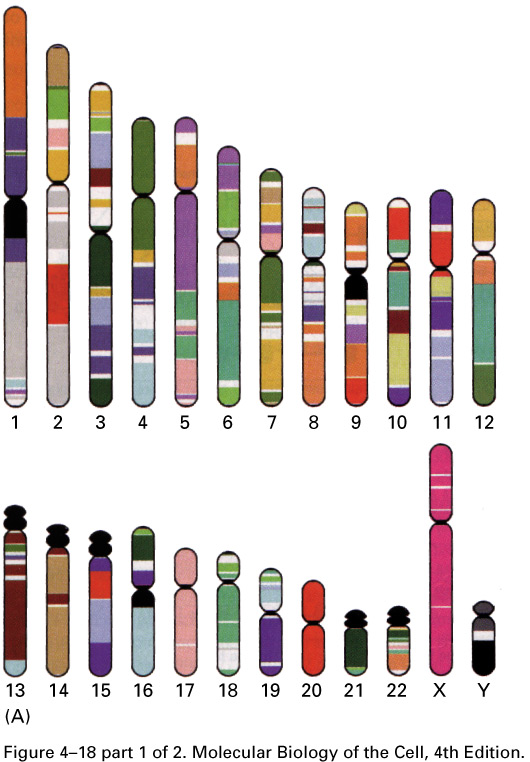 1 2 3 4 5 6 7 8 9 10 11 12
13 14 15 16 17 18 19 20 21 22 X Y
(A)
Figure 4–18 part 1 of 2. Molecular Biology of the Cell, 4th Edition.